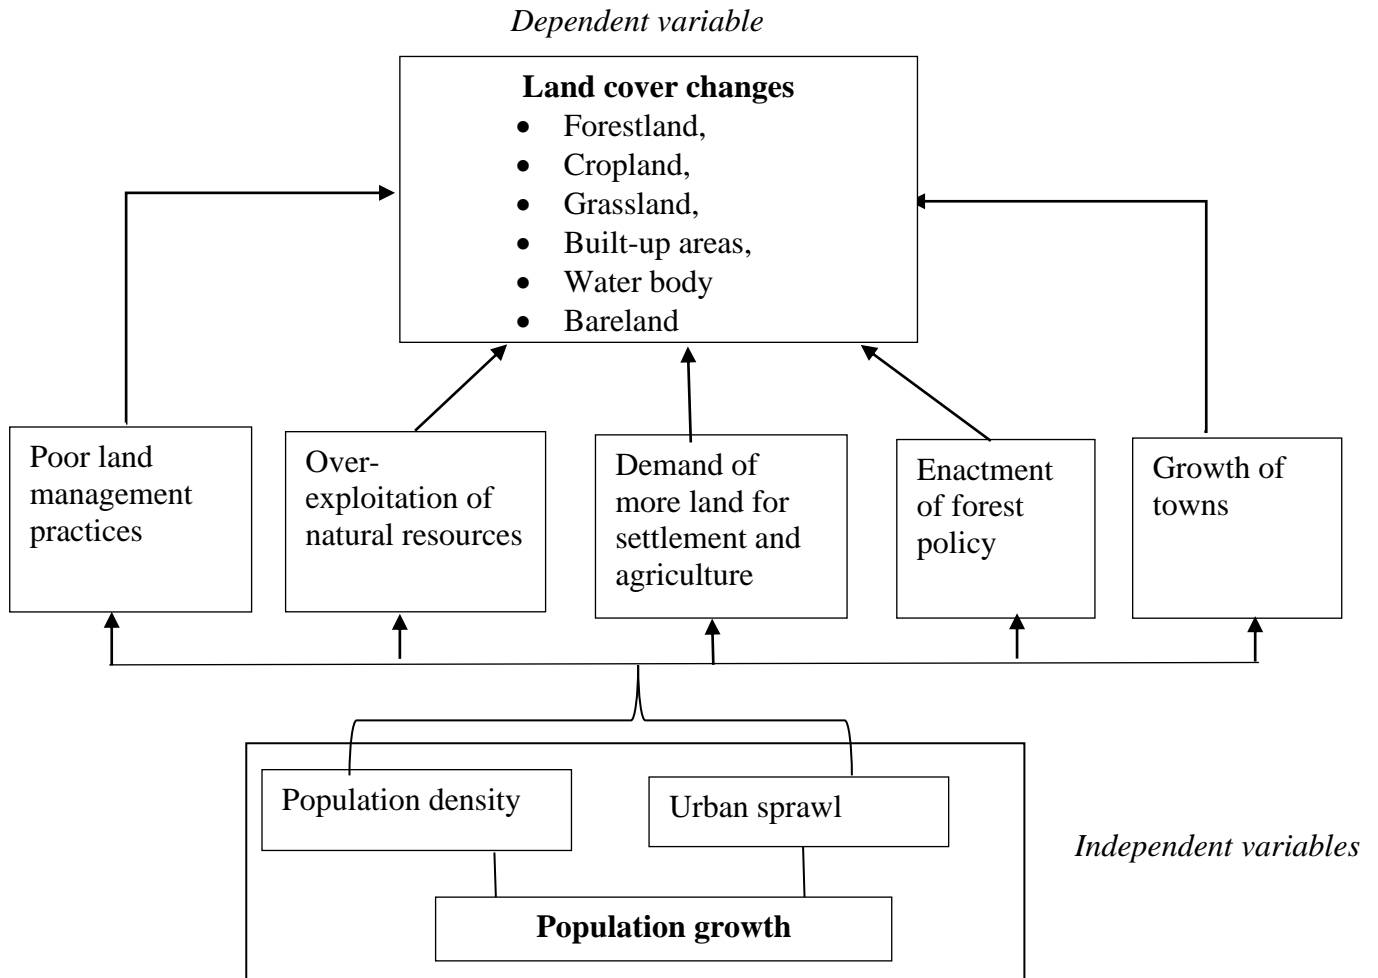 Dependent variable
Land cover changes
• Forestland,
• Cropland,
• Grassland,
• Built-up areas,
• Water body
• Bareland
Poor land
management
practices
Over-
exploitation of
natural resources
Demand of
more land for
settlement and
agriculture
Enactment
of forest
policy
Growth of
towns
Population density
Urban sprawl
Independent variables
Population growth